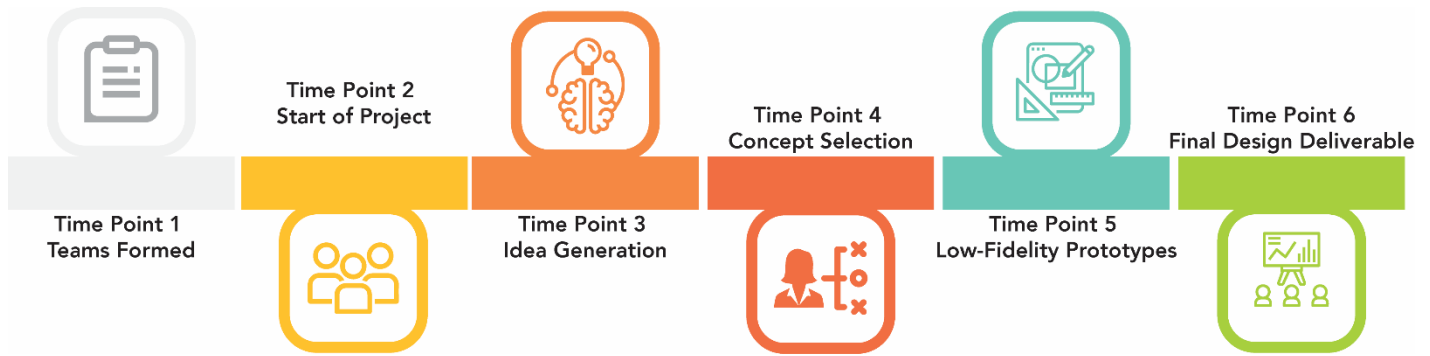 Time Point 1
Teams Formed
Time Point 2
Start of Project
Time Point 3
Idea Generation
Time Point 4
Concept Selection
Time Point 5
Low-Fidelity Prototypes
Time Point 6
Final Design Deliverable